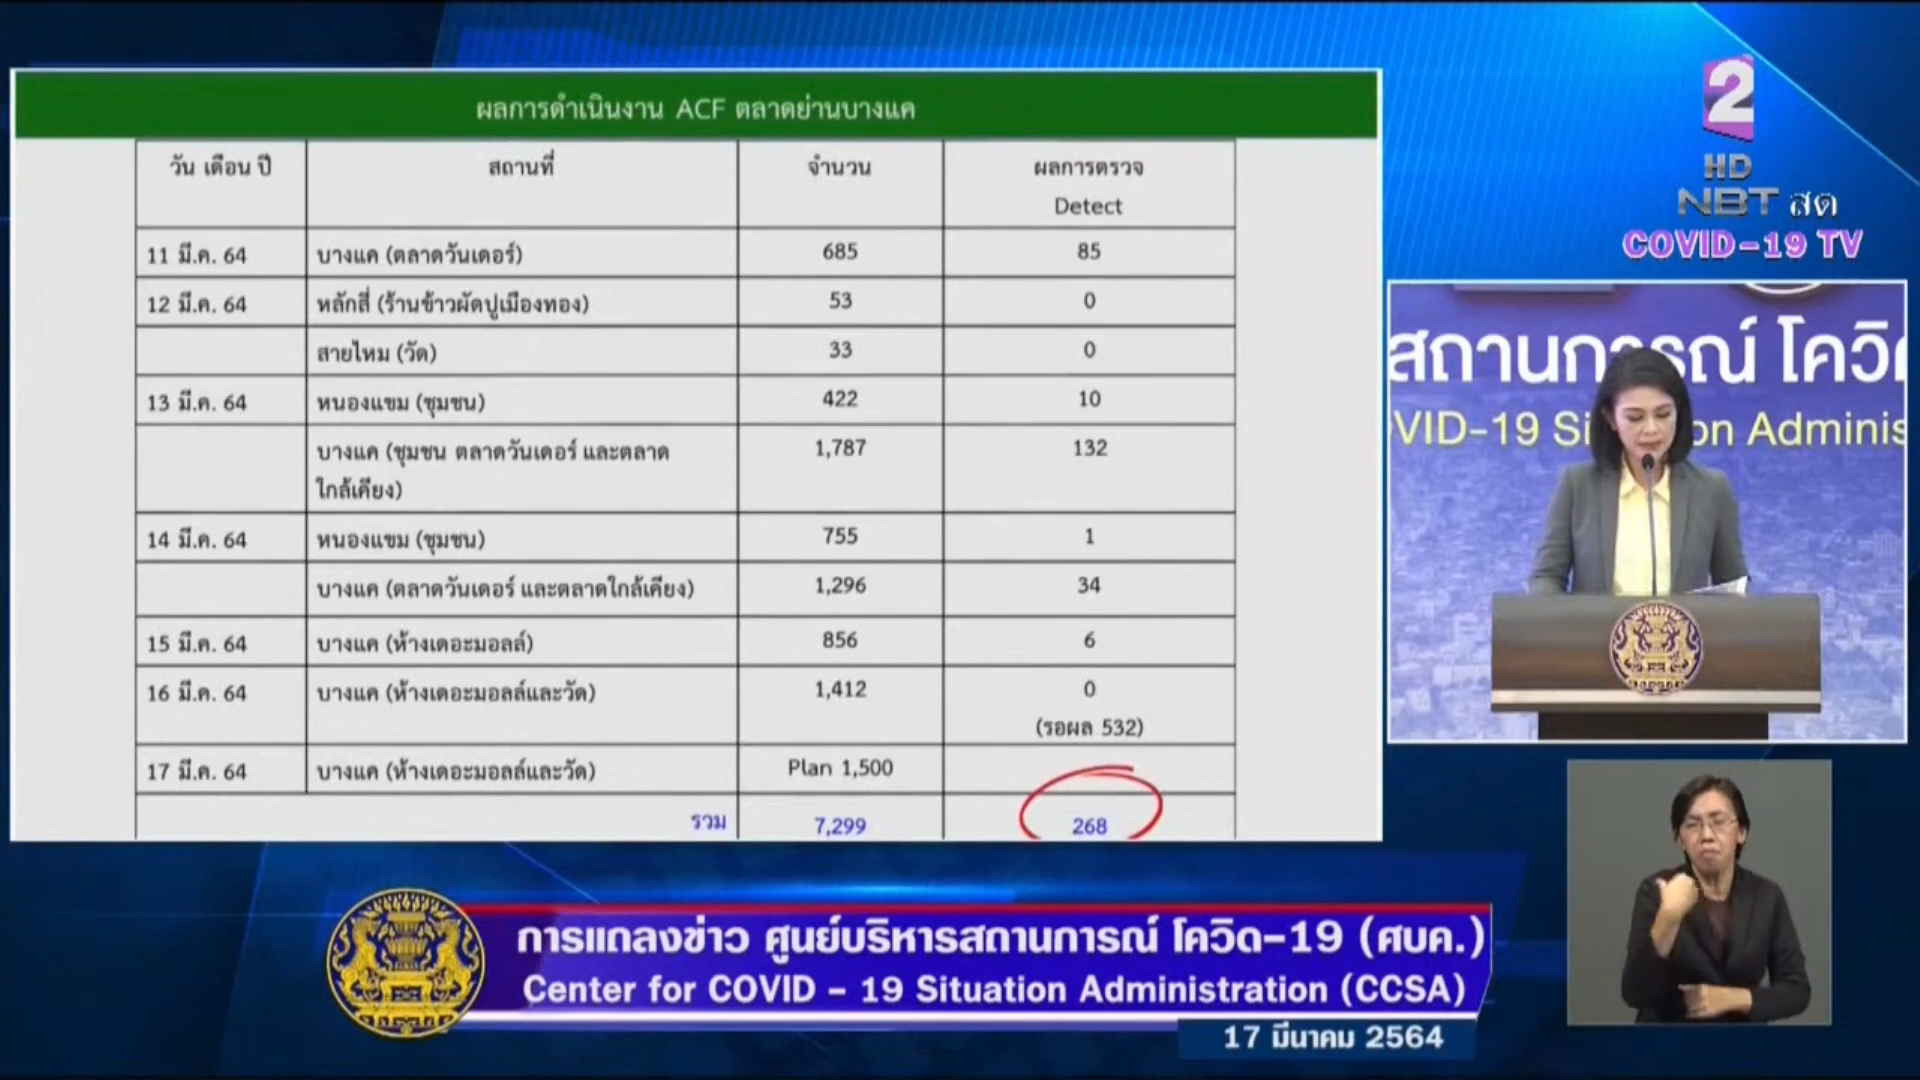 ผลการดำเนินงาน ACF ตลาดย่านบางแค
วัน เดือน ปี สถานที่ จำนวน ผลการตรวจ
Detect
11 มี.ค. 64 บางแค (ตลาดวันเดอร์) 685 85
12 มี.ค. 64 หลักสี่ (ร้านข้าวผัดปูเมืองทอง) 53 0
สายไหม (วัด) 33 0
13 มี.ค. 64 หนองแขม (ชุมชน) 422 10
บางแค (ชุมชน ตลาดวันเดอร์ และตลาด 1,787 132
ใกล้เคียง)
14 มี.ค. 64 หนองแขม (ชุมชน) 755 1
บางแค (ตลาดวันเดอร์ และตลาดใกล้เคียง) 1,296 34
15 มี.ค. 64 บางแค (ห้างเดอะมอลล์) 856 6
16 มี.ค. 64 บางแค (ห้างเดอะมอลล์และวัด) 1,412 0
(รอผล 532)
17 มี.ค. 64 บางแค (ห้างเดอะมอลล์และวัด) Plan 1,500
รวม 7,299 268
2
HD
NBT สด
COVID-19 TV
สถานการณ์ โควิ
VID-19 Si on Adminis
การแถลงข่าว ศูนย์บริหารสถานการณ์ โควิด-19 (ศบค.)
Center for COVID - 19 Situation Administration (CCSA)
17 มีนาคม 2564